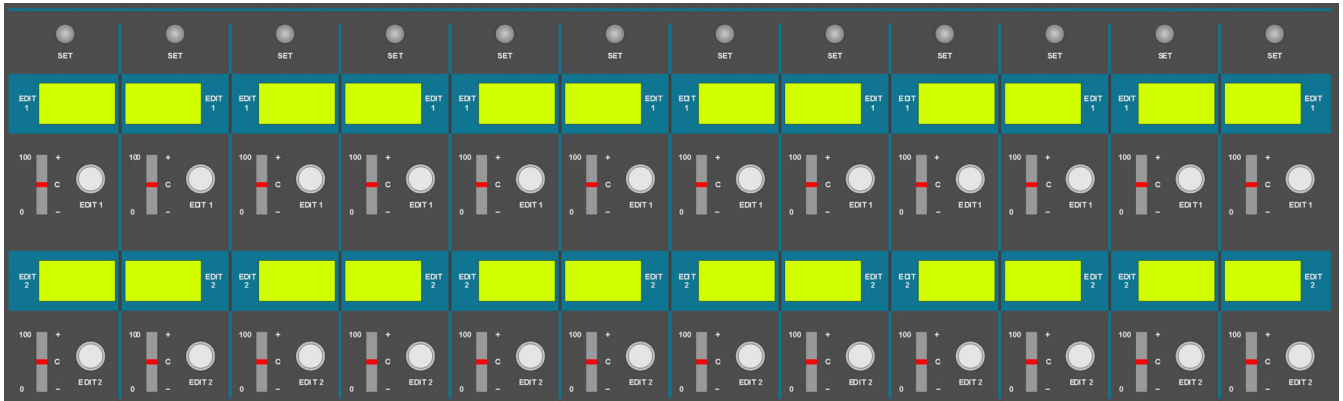 SET SET SET SET SET SET SET SET SET SET SET SET
EDIT 1 EDIT 1 EDIT 1 EDIT 1 EDIT 1 EDIT 1 EDIT 1 EDIT 1 EDIT 1 EDIT 1 EDIT 1 EDIT 1
100 + 100 + 100 + 100 + 100 + 100 + 100 + 100 + 100 + 100 + 100 + 100 +
C C C C C C C C C C C C
EDIT 1 EDIT 1 EDIT 1 EDIT 1 EDIT 1 EDIT 1 EDIT 1 EDIT 1 EDIT 1 EDIT 1 EDIT 1 EDIT 1
0 – 0 – 0 – 0 – 0 – 0 – 0 – 0 – 0 – 0 – 0 – 0 –
EDIT 2 EDIT 2 EDIT 2 EDIT 2 EDIT 2 EDIT 2 EDIT 2 EDIT 2 EDIT 2 EDIT 2 EDIT 2 EDIT 2
100 + 100 + 100 + 100 + 100 + 100 + 100 + 100 + 100 + 100 + 100 + 100 +
C C C C C C C C C C C C
EDIT 2 EDIT 2 EDIT 2 EDIT 2 EDIT 2 EDIT 2 EDIT 2 EDIT 2 EDIT 2 EDIT 2 EDIT 2 EDIT 2
0 – 0 – 0 – 0 – 0 – 0 – 0 – 0 – 0 – 0 – 0 – 0 –